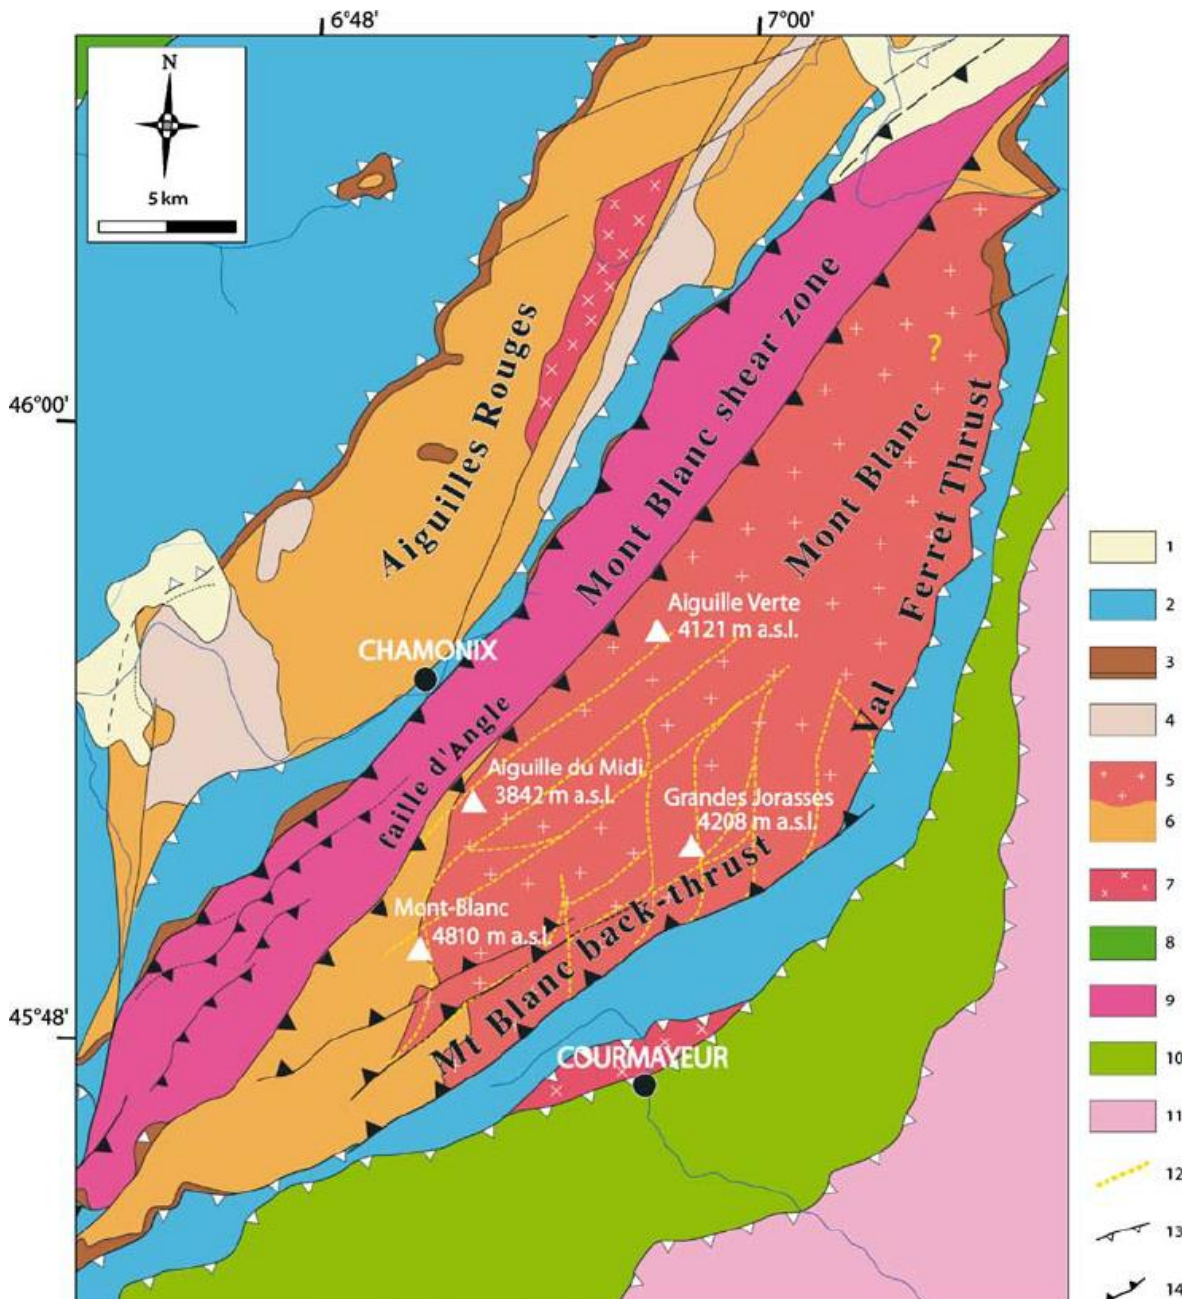 6°48'
7°00'
N
5 km
46°00'
45°48'
Aiguilles Rouges
Mont Blanc shear zone
?
Mont Blanc
Val Ferret Thrust
Aiguille Verte
4121 m a.s.l.
CHAMONIX
faille d'Angle
Aiguille du Midi
3842 m a.s.l.
Grandes Jorasses
4208 m a.s.l.
Mont-Blanc
4810 m a.s.l.
Mt Blanc back-thrust
COURMAYEUR
1
2
3
4
5
6
7
8
9
10
11
12
13
14